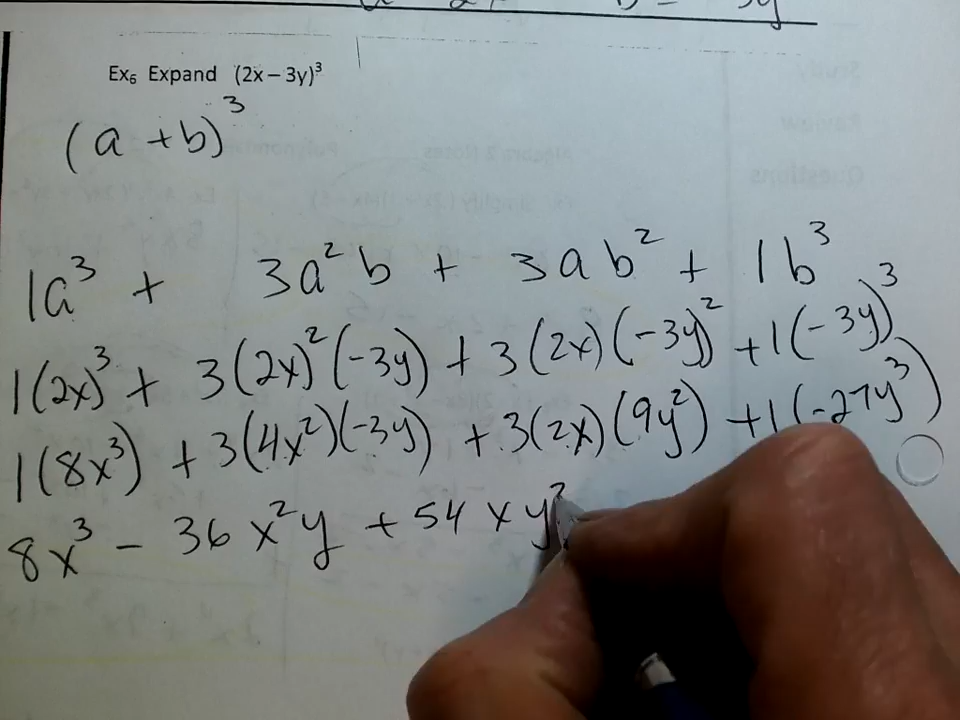 Ex₆ Expand (2x – 3y)³
(a + b)³
1a³ + 3a²b + 3ab² + 1b³
1(2x)³ + 3(2x)²(-3y) + 3(2x)(-3y)² + 1(-3y)³
1(8x³) + 3(4x²)(-3y) + 3(2x)(9y²) + 1(-27y³)
8x³ - 36x²y + 54xy²